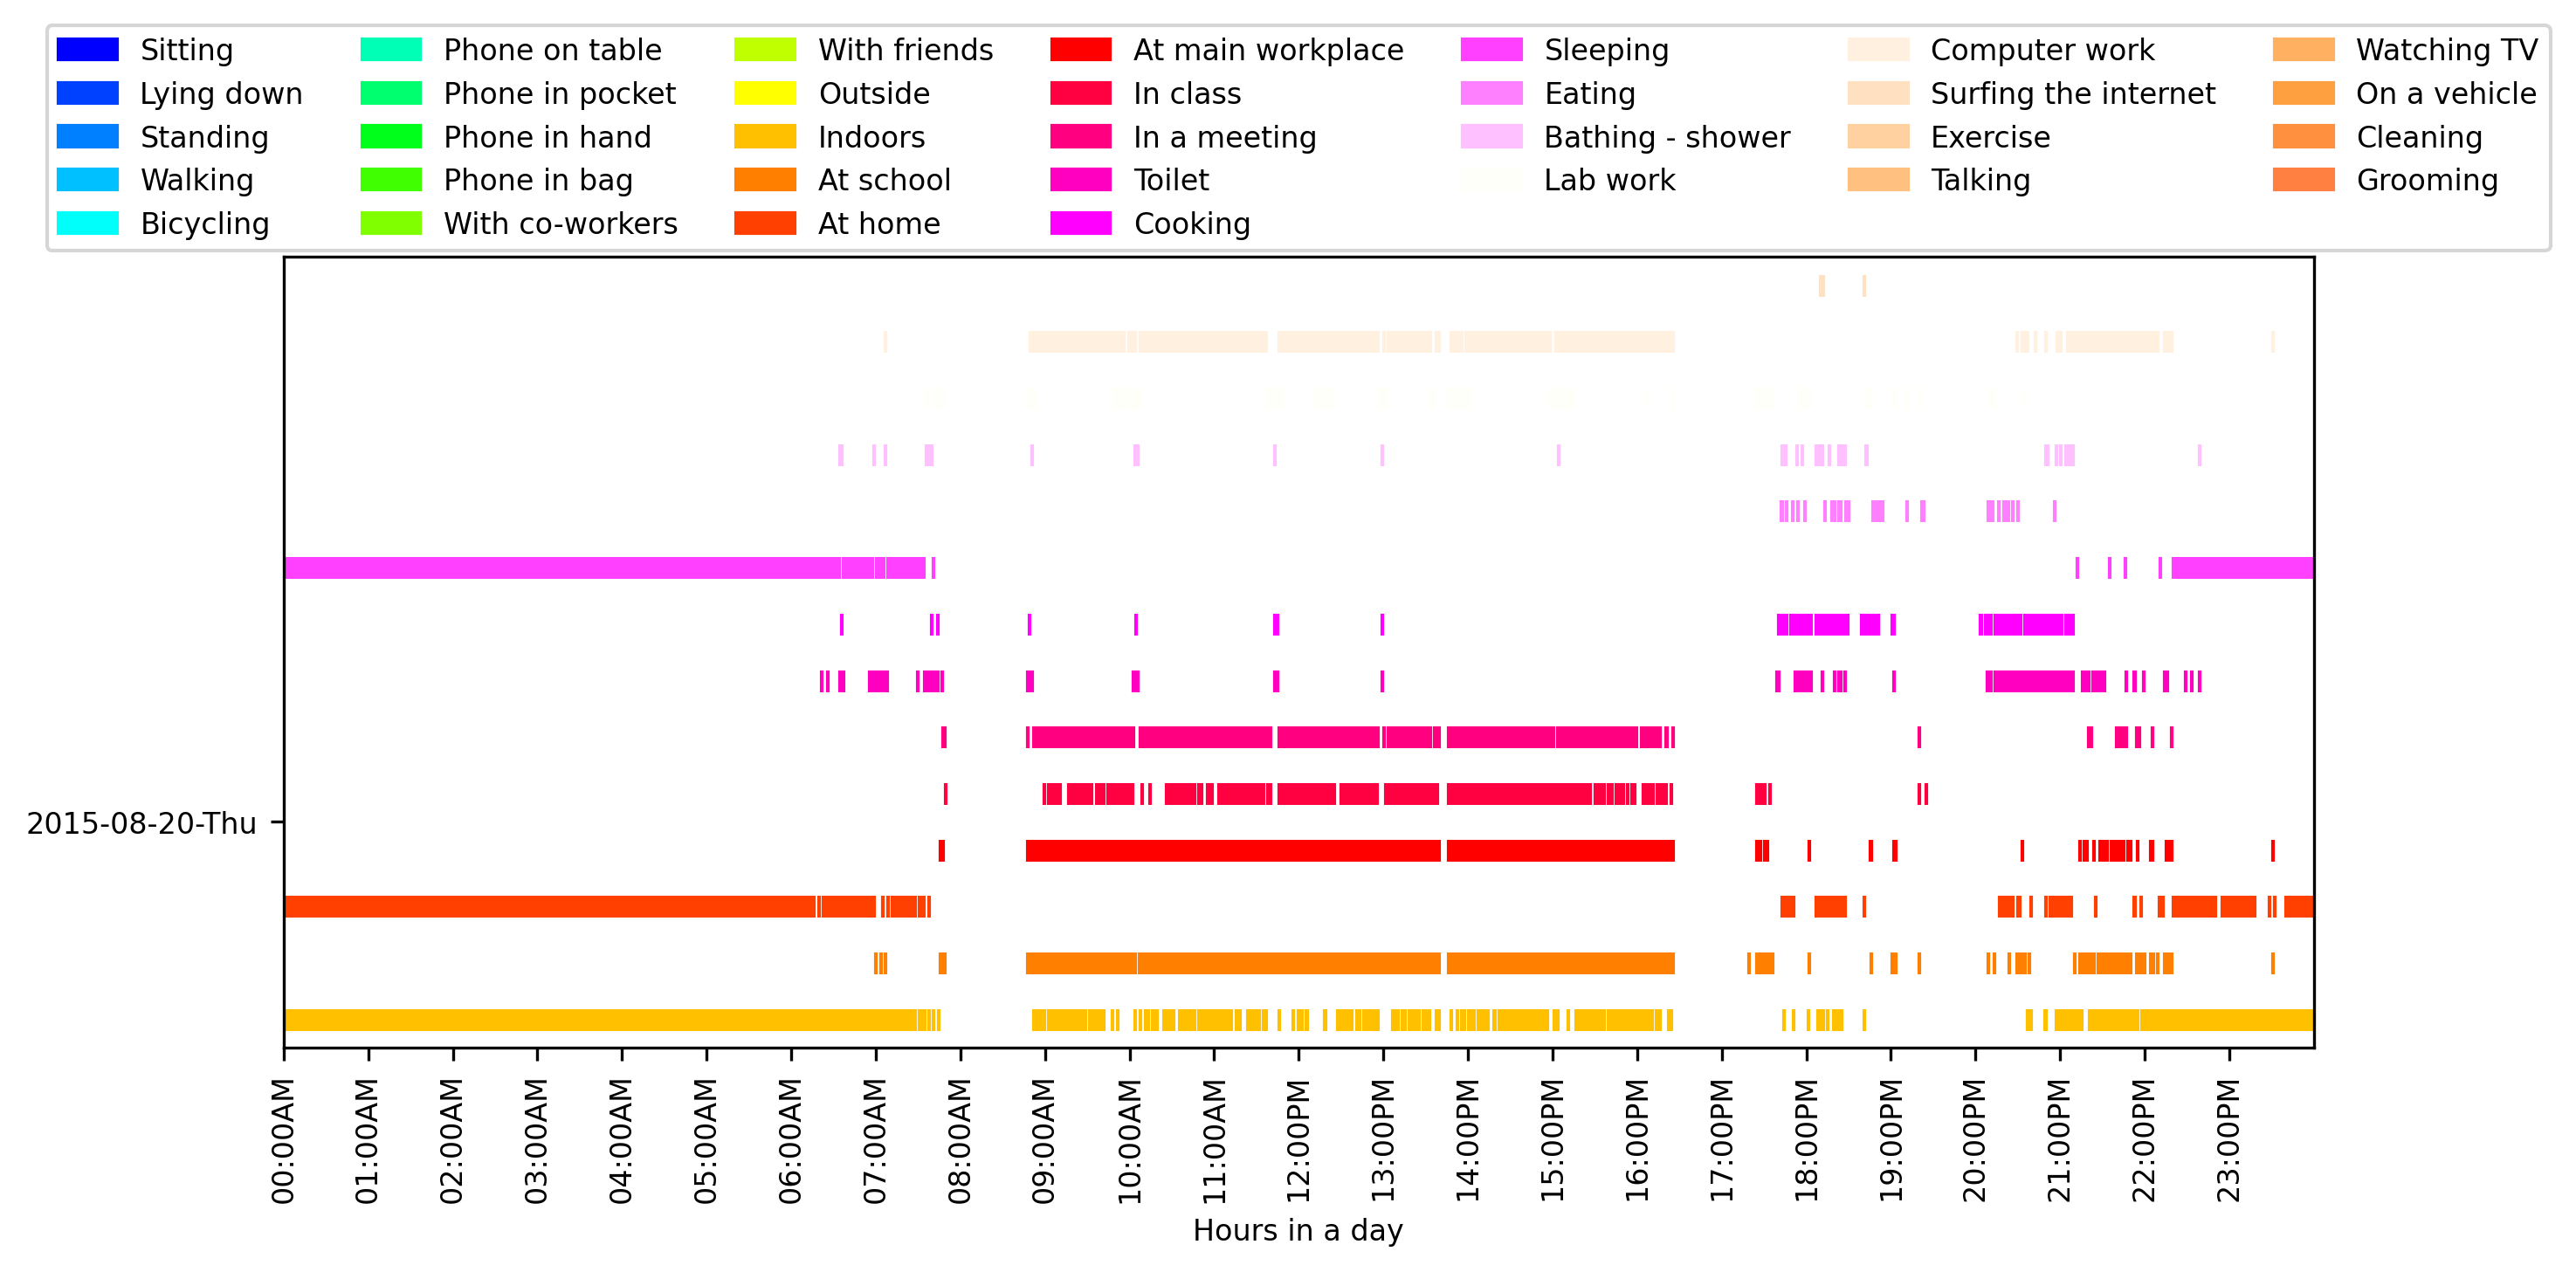 Sitting
Lying down
Standing
Walking
Bicycling
Phone on table
Phone in pocket
Phone in hand
Phone in bag
With co-workers
With friends
Outside
Indoors
At school
At home
At main workplace
In class
In a meeting
Toilet
Cooking
Sleeping
Eating
Bathing - shower
Lab work
Computer work
Surfing the internet
Exercise
Talking
Watching TV
On a vehicle
Cleaning
Grooming
2015-08-20-Thu
00:00AM
01:00AM
02:00AM
03:00AM
04:00AM
05:00AM
06:00AM
07:00AM
08:00AM
09:00AM
10:00AM
11:00AM
12:00PM
13:00PM
14:00PM
15:00PM
16:00PM
17:00PM
18:00PM
19:00PM
20:00PM
21:00PM
22:00PM
23:00PM
Hours in a day